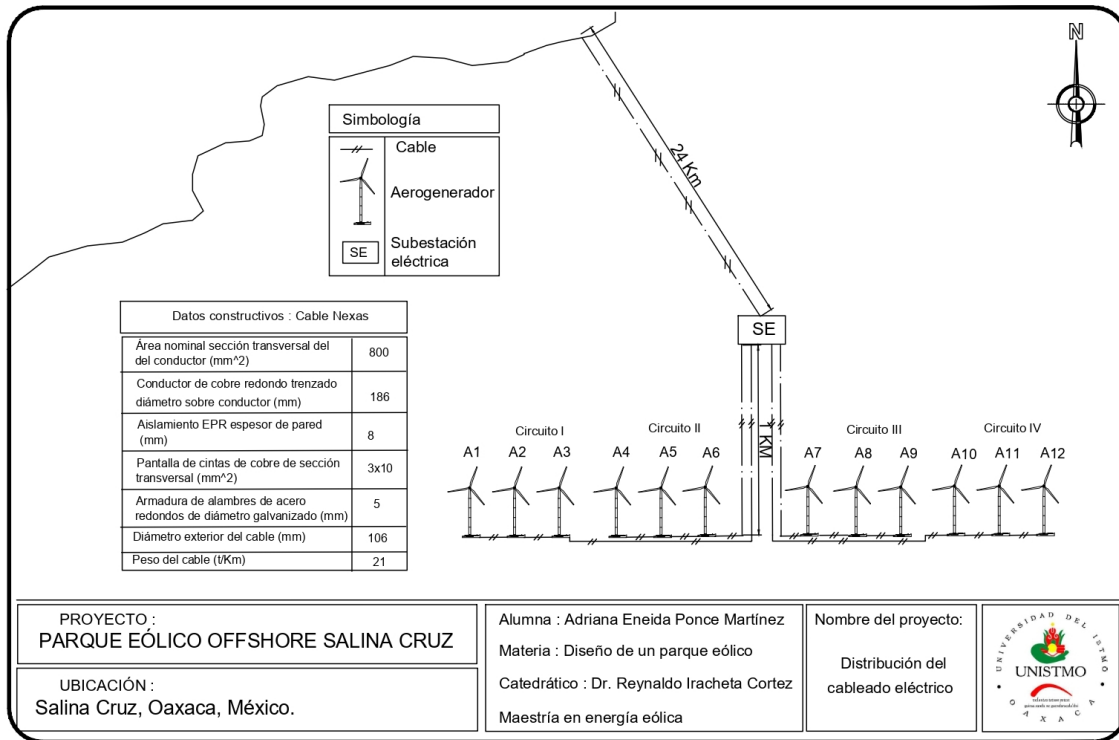 N
24 Km
Simbología
Cable
Aerogenerador
SE
Subestación
eléctrica
SE
1 KM
Datos constructivos : Cable Nexas
Área nominal sección transversal del
del conductor (mm^2)
800
Conductor de cobre redondo trenzado
diámetro sobre conductor (mm)
186
Aislamiento EPR espesor de pared
(mm)
8
Pantalla de cintas de cobre de sección
transversal (mm^2)
3x10
Armadura de alambres de acero
redondos de diámetro galvanizado (mm)
5
Diámetro exterior del cable (mm)
106
Peso del cable (t/Km)
21
Circuito I
Circuito II
Circuito III
Circuito IV
A1 A2 A3 A4 A5 A6 A7 A8 A9 A10 A11 A12
PROYECTO :
PARQUE EÓLICO OFFSHORE SALINA CRUZ
UBICACIÓN :
Salina Cruz, Oaxaca, México.
Alumna : Adriana Eneida Ponce Martínez
Materia : Diseño de un parque eólico
Catedrático : Dr. Reynaldo Iracheta Cortez
Maestría en energía eólica
Nombre del proyecto:
Distribución del
cableado eléctrico
UNIVERSIDAD DEL ISTMO
UNISTMO
OAXACA